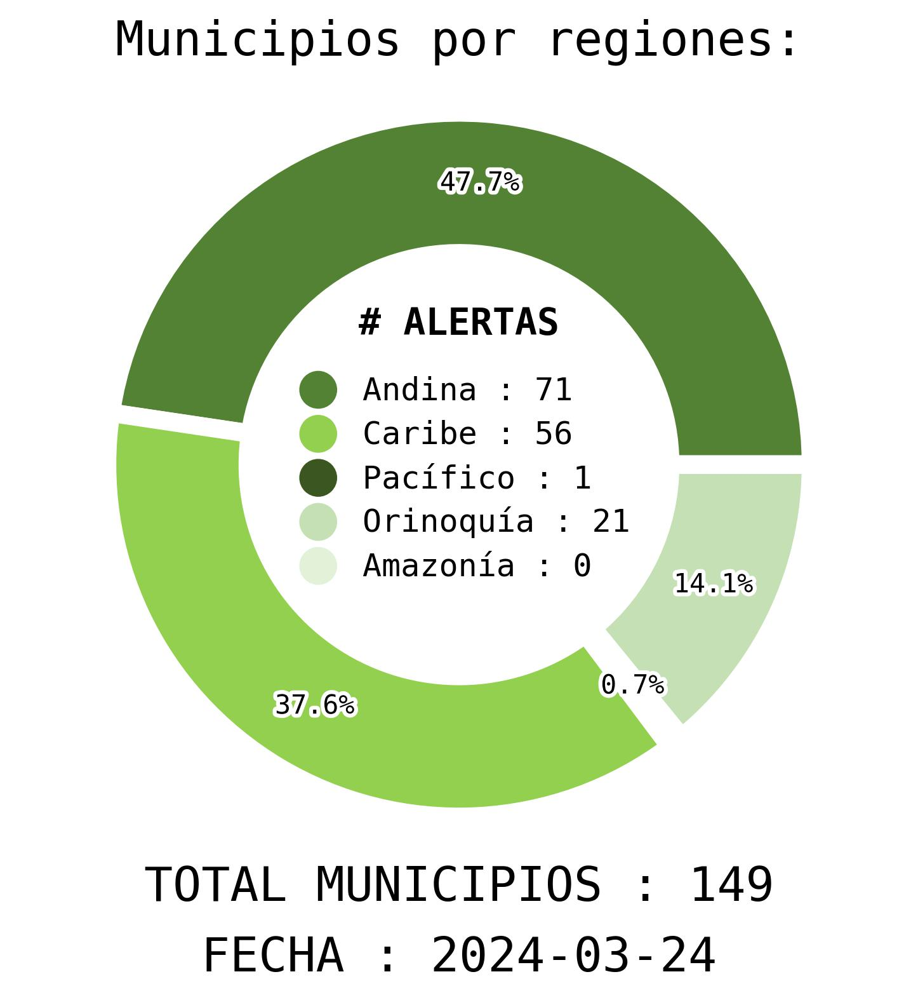 Municipios por regiones:
47.7%
# ALERTAS
Andina : 71
Caribe : 56
Pacífico : 1
Orinoquía : 21
Amazonía : 0
14.1%
0.7%
37.6%
TOTAL MUNICIPIOS : 149
FECHA : 2024-03-24